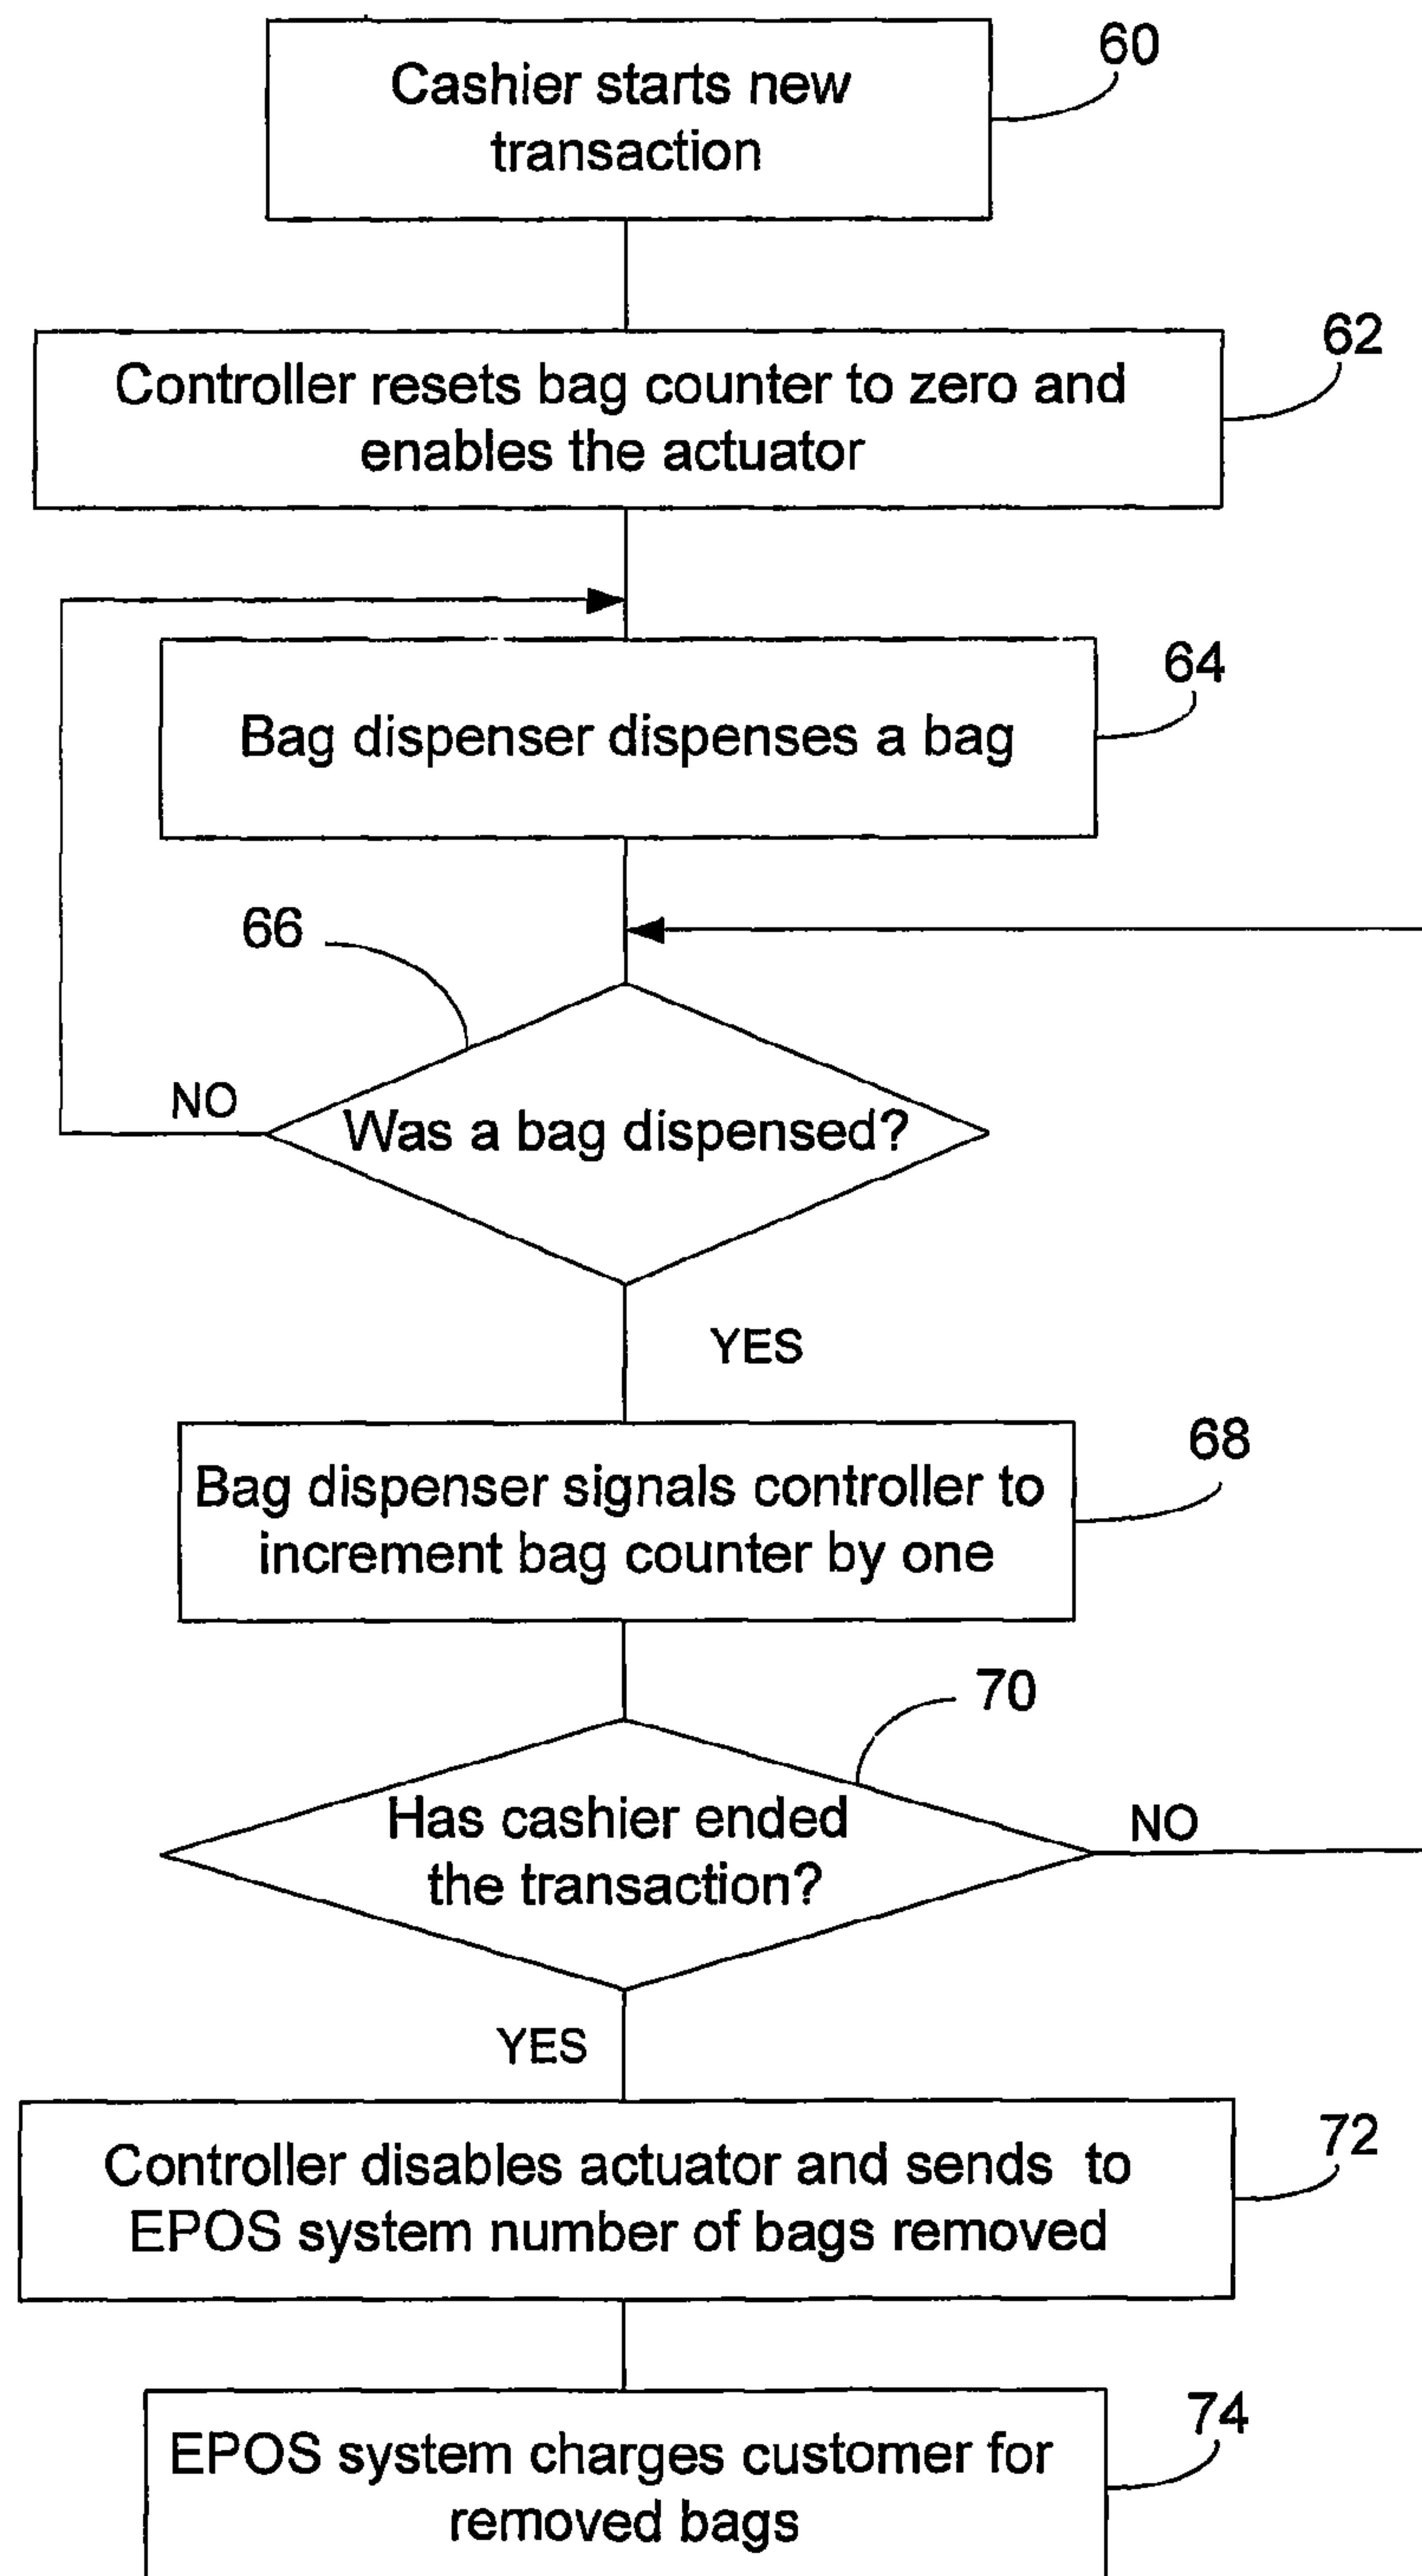 Cashier starts new
transaction
60
Controller resets bag counter to zero and
enables the actuator
62
Bag dispenser dispenses a bag
64
66
NO
Was a bag dispensed?
YES
Bag dispenser signals controller to
increment bag counter by one
68
70
Has cashier ended
the transaction?
NO
YES
Controller disables actuator and sends to
EPOS system number of bags removed
72
EPOS system charges customer for
removed bags
74